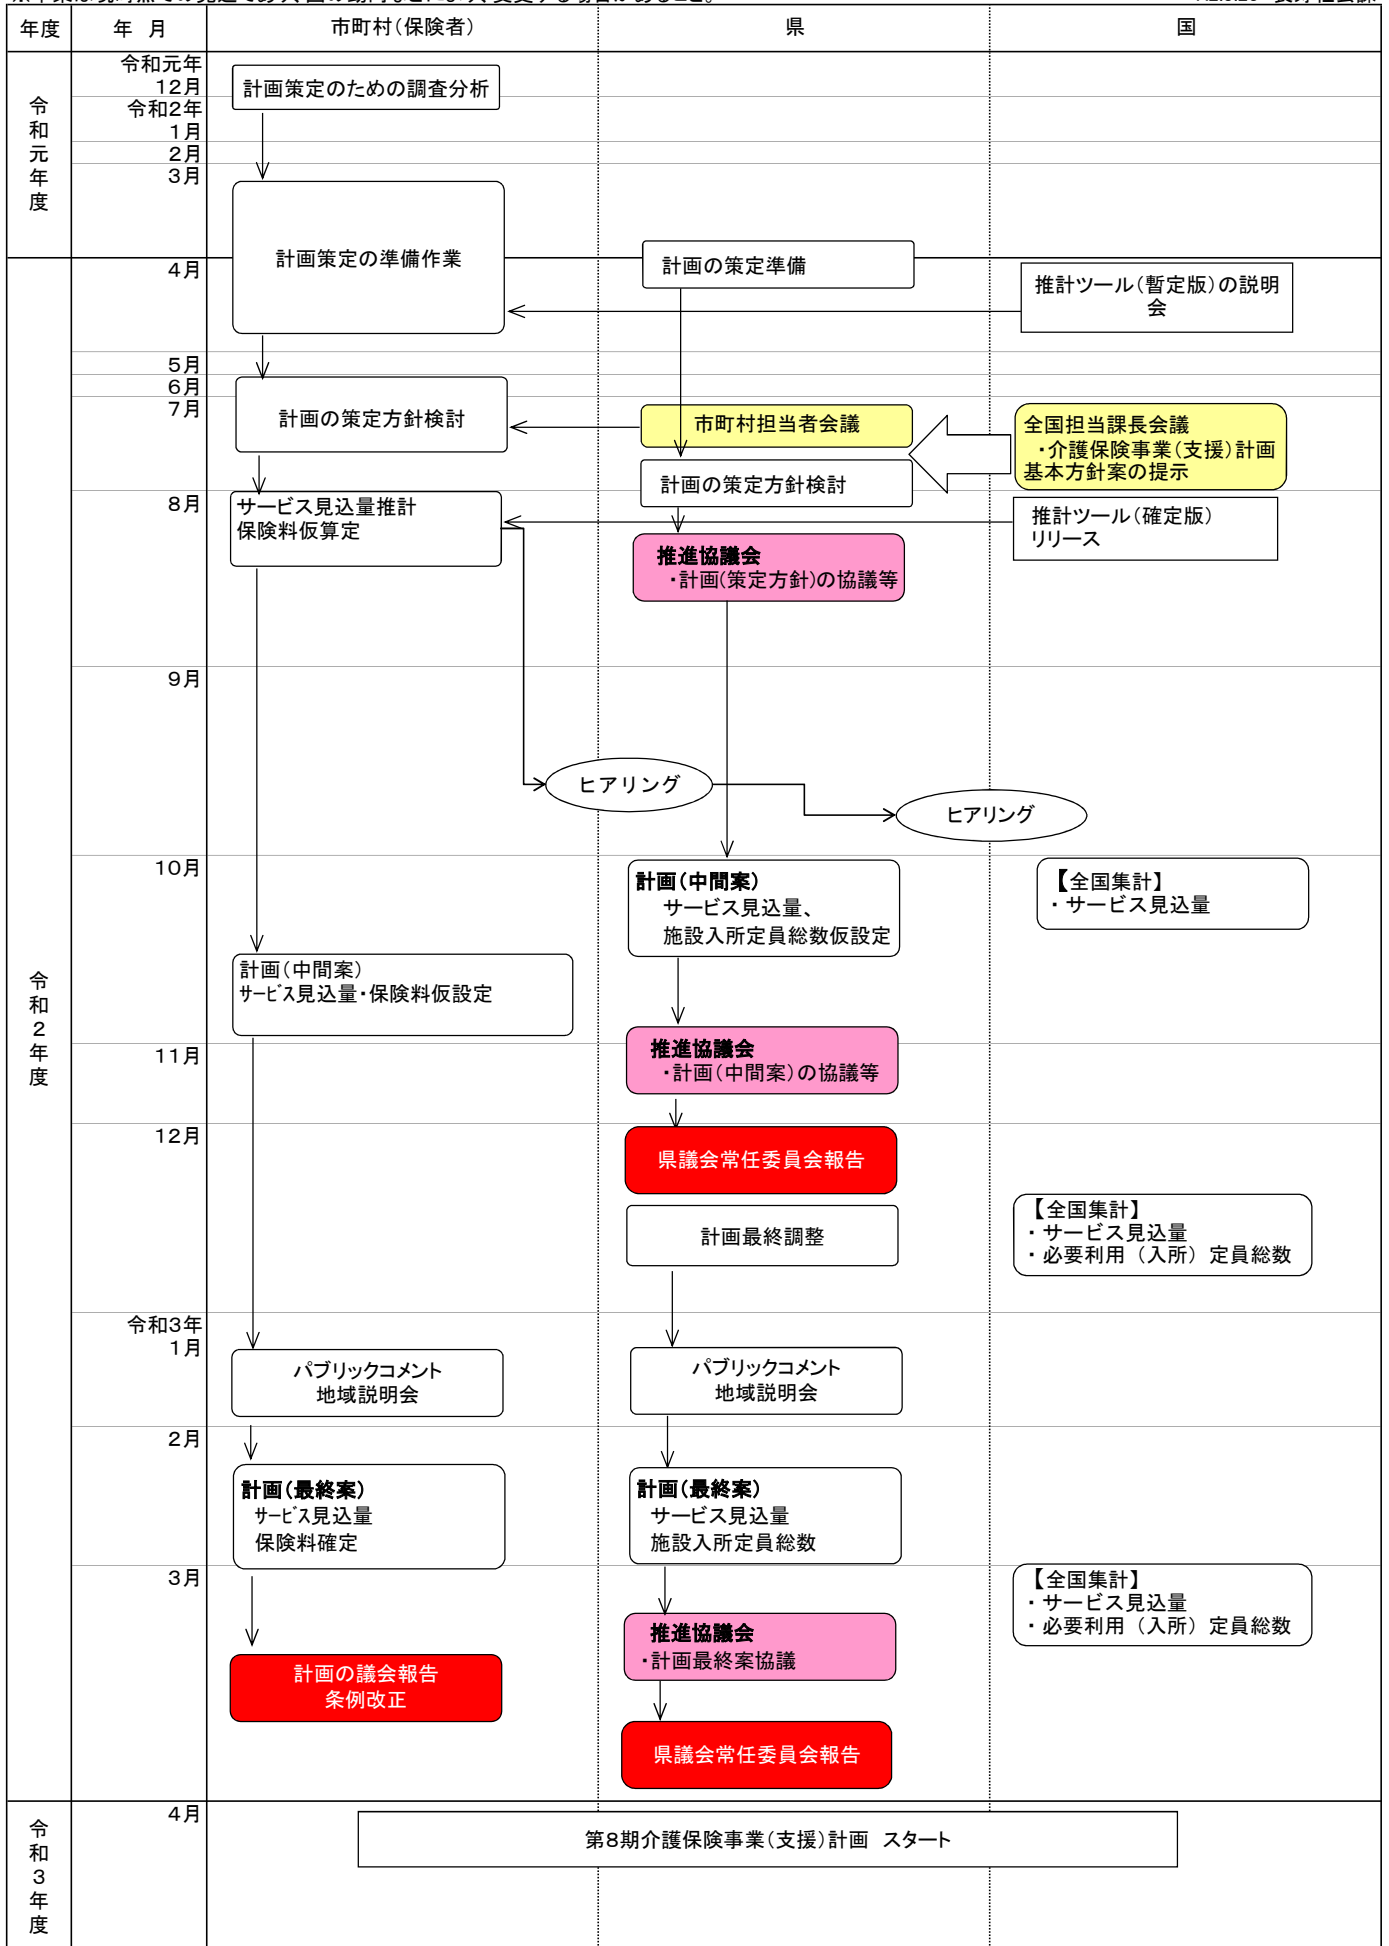 年度
年 月
市町村(保険者)
県
国
令和元年度
令和元年
12月
計画策定のための調査分析
令和2年
1月
2月
3月
計画策定の準備作業
計画の策定準備
令和2年度
4月
推計ツール(暫定版)の説明
会
5月
6月
7月
計画の策定方針検討
市町村担当者会議
全国担当課長会議
・介護保険事業(支援)計画
基本方針案の提示
計画の策定方針検討
8月
サービス見込量推計
保険料仮算定
推計ツール(確定版)
リリース
推進協議会
・計画(策定方針)の協議等
9月
ヒアリング
ヒアリング
10月
計画(中間案)
サービス見込量、
施設入所定員総数仮設定
【全国集計】
・サービス見込量
計画(中間案)
サービス見込量・保険料仮設定
11月
推進協議会
・計画(中間案)の協議等
12月
県議会常任委員会報告
計画最終調整
【全国集計】
・サービス見込量
・必要利用（入所）定員総数
令和3年
1月
パブリックコメント
地域説明会
パブリックコメント
地域説明会
2月
計画(最終案)
サービス見込量
保険料確定
計画(最終案)
サービス見込量
施設入所定員総数
3月
【全国集計】
・サービス見込量
・必要利用（入所）定員総数
推進協議会
・計画最終案協議
計画の議会報告
条例改正
県議会常任委員会報告
令和3年度
4月
第8期介護保険事業(支援)計画 スタート